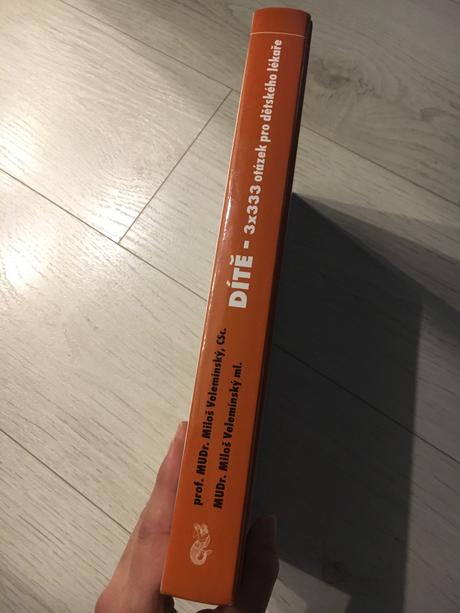 prof. MUDr. Miloš Velemínský, CSc.
MUDr. Miloš Velemínský ml.
DÍTĚ - 3x333 otázek pro dětského lékaře